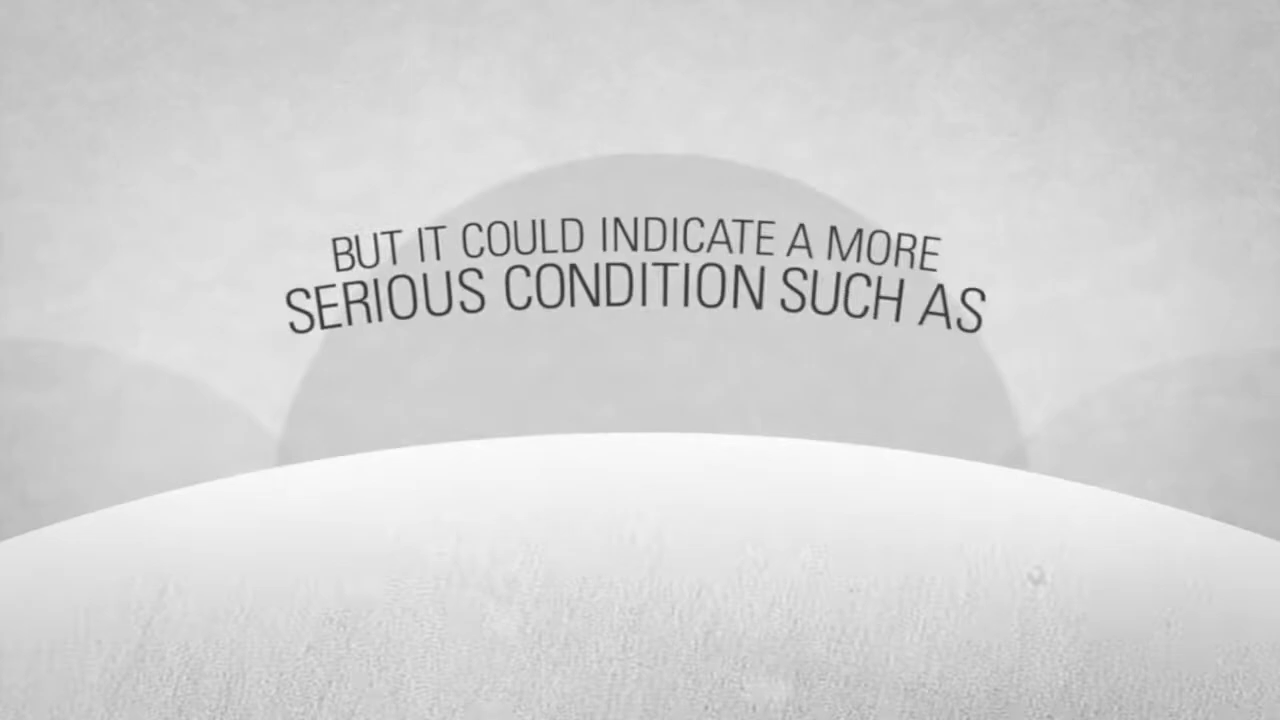 BUT IT COULD INDICATE A MORE
SERIOUS CONDITION SUCH AS